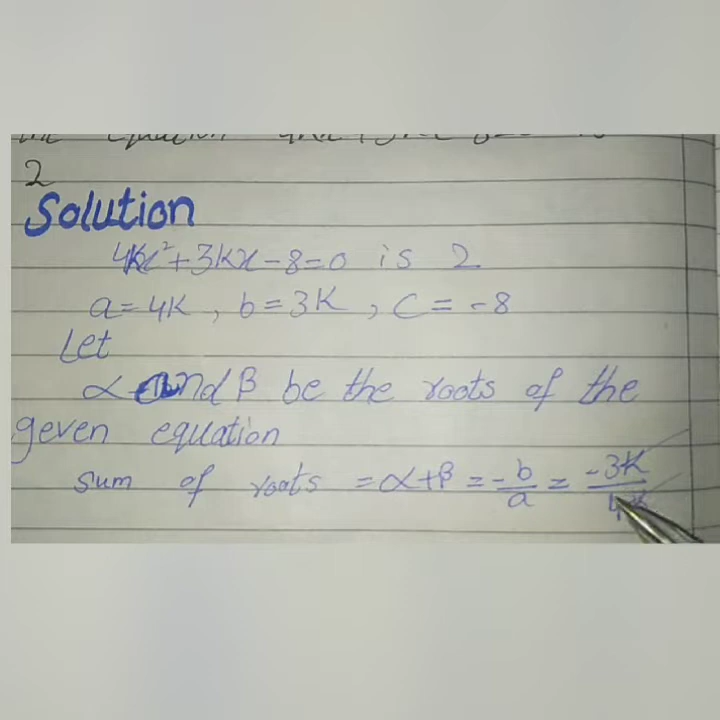 2
Solution
4Kx²+3Kx-8=0 is 2
a=4K, b=3K, C=-8
Let
α and β be the roots of the
geven equation
sum of roots = α+β = -b/a = -3K/4K